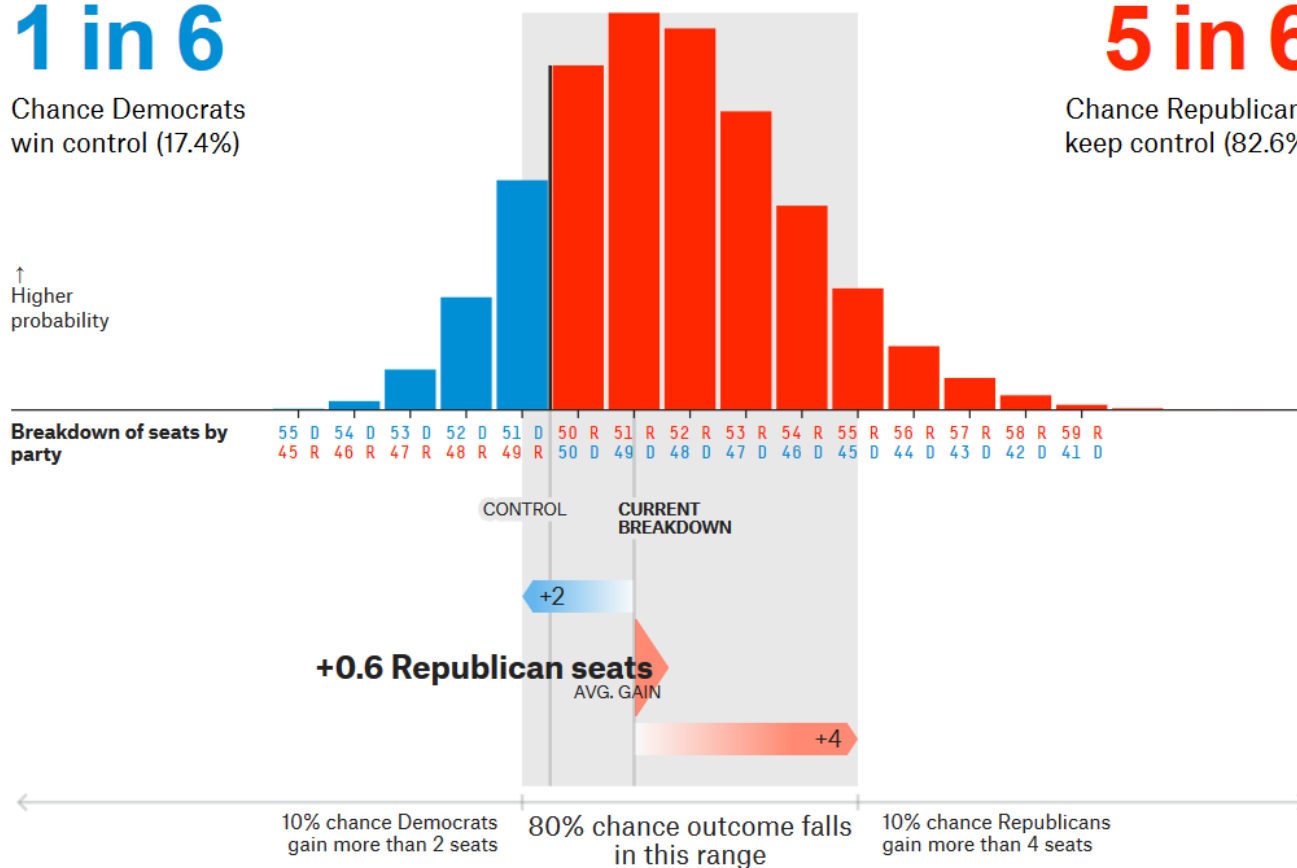 1 in 6
Chance Democrats
win control (17.4%)
5 in 6
Chance Republican
keep control (82.6%
↑
Higher
probability
Breakdown of seats by
party
55 D 54 D 53 D 52 D 51 D 50 R 51 R 52 R 53 R 54 R 55 R 56 R 57 R 58 R 59 R
45 R 46 R 47 R 48 R 49 R 50 D 49 D 48 D 47 D 46 D 45 D 44 D 43 D 42 D 41 D
CONTROL
CURRENT
BREAKDOWN
+2
+0.6 Republican seats
AVG. GAIN
+4
10% chance Democrats
gain more than 2 seats
80% chance outcome falls
in this range
10% chance Republicans
gain more than 4 seats